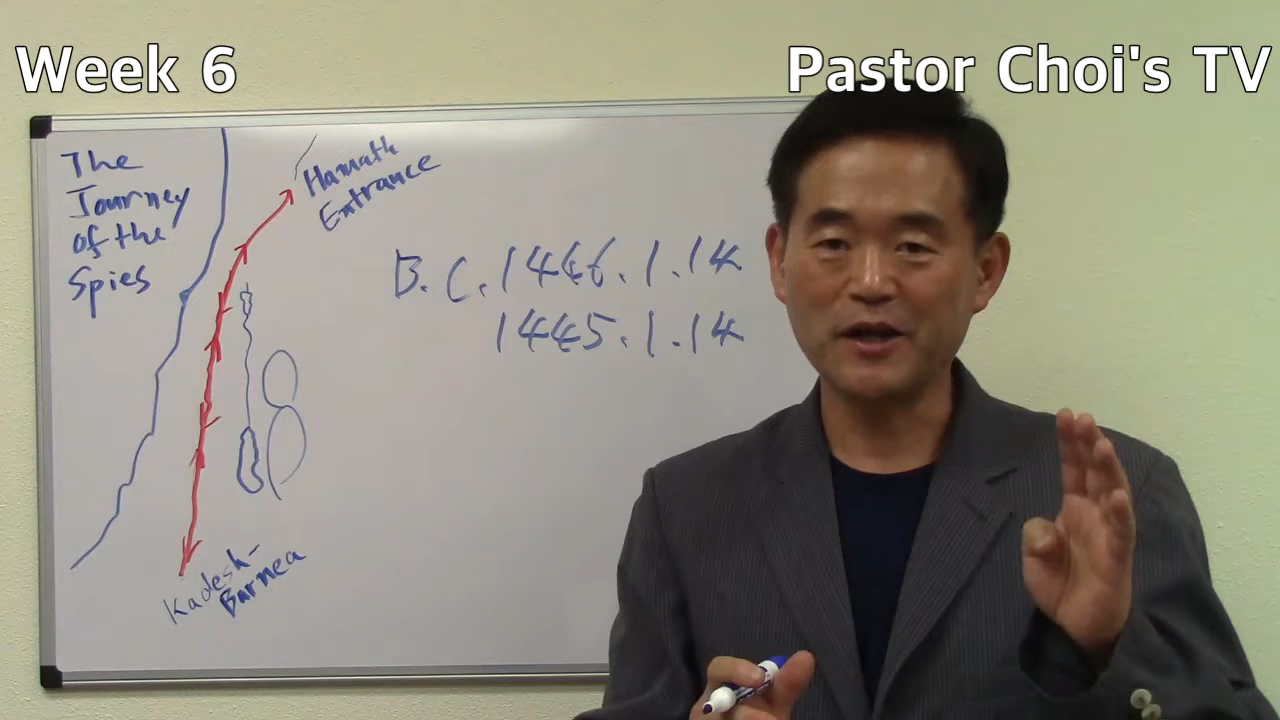 Week 6
Pastor Choi's TV
The
Journey
of the
Spies
Hamath
Entrance
B.C. 1446.1.14
1445.1.14
Kadesh-
Barnea